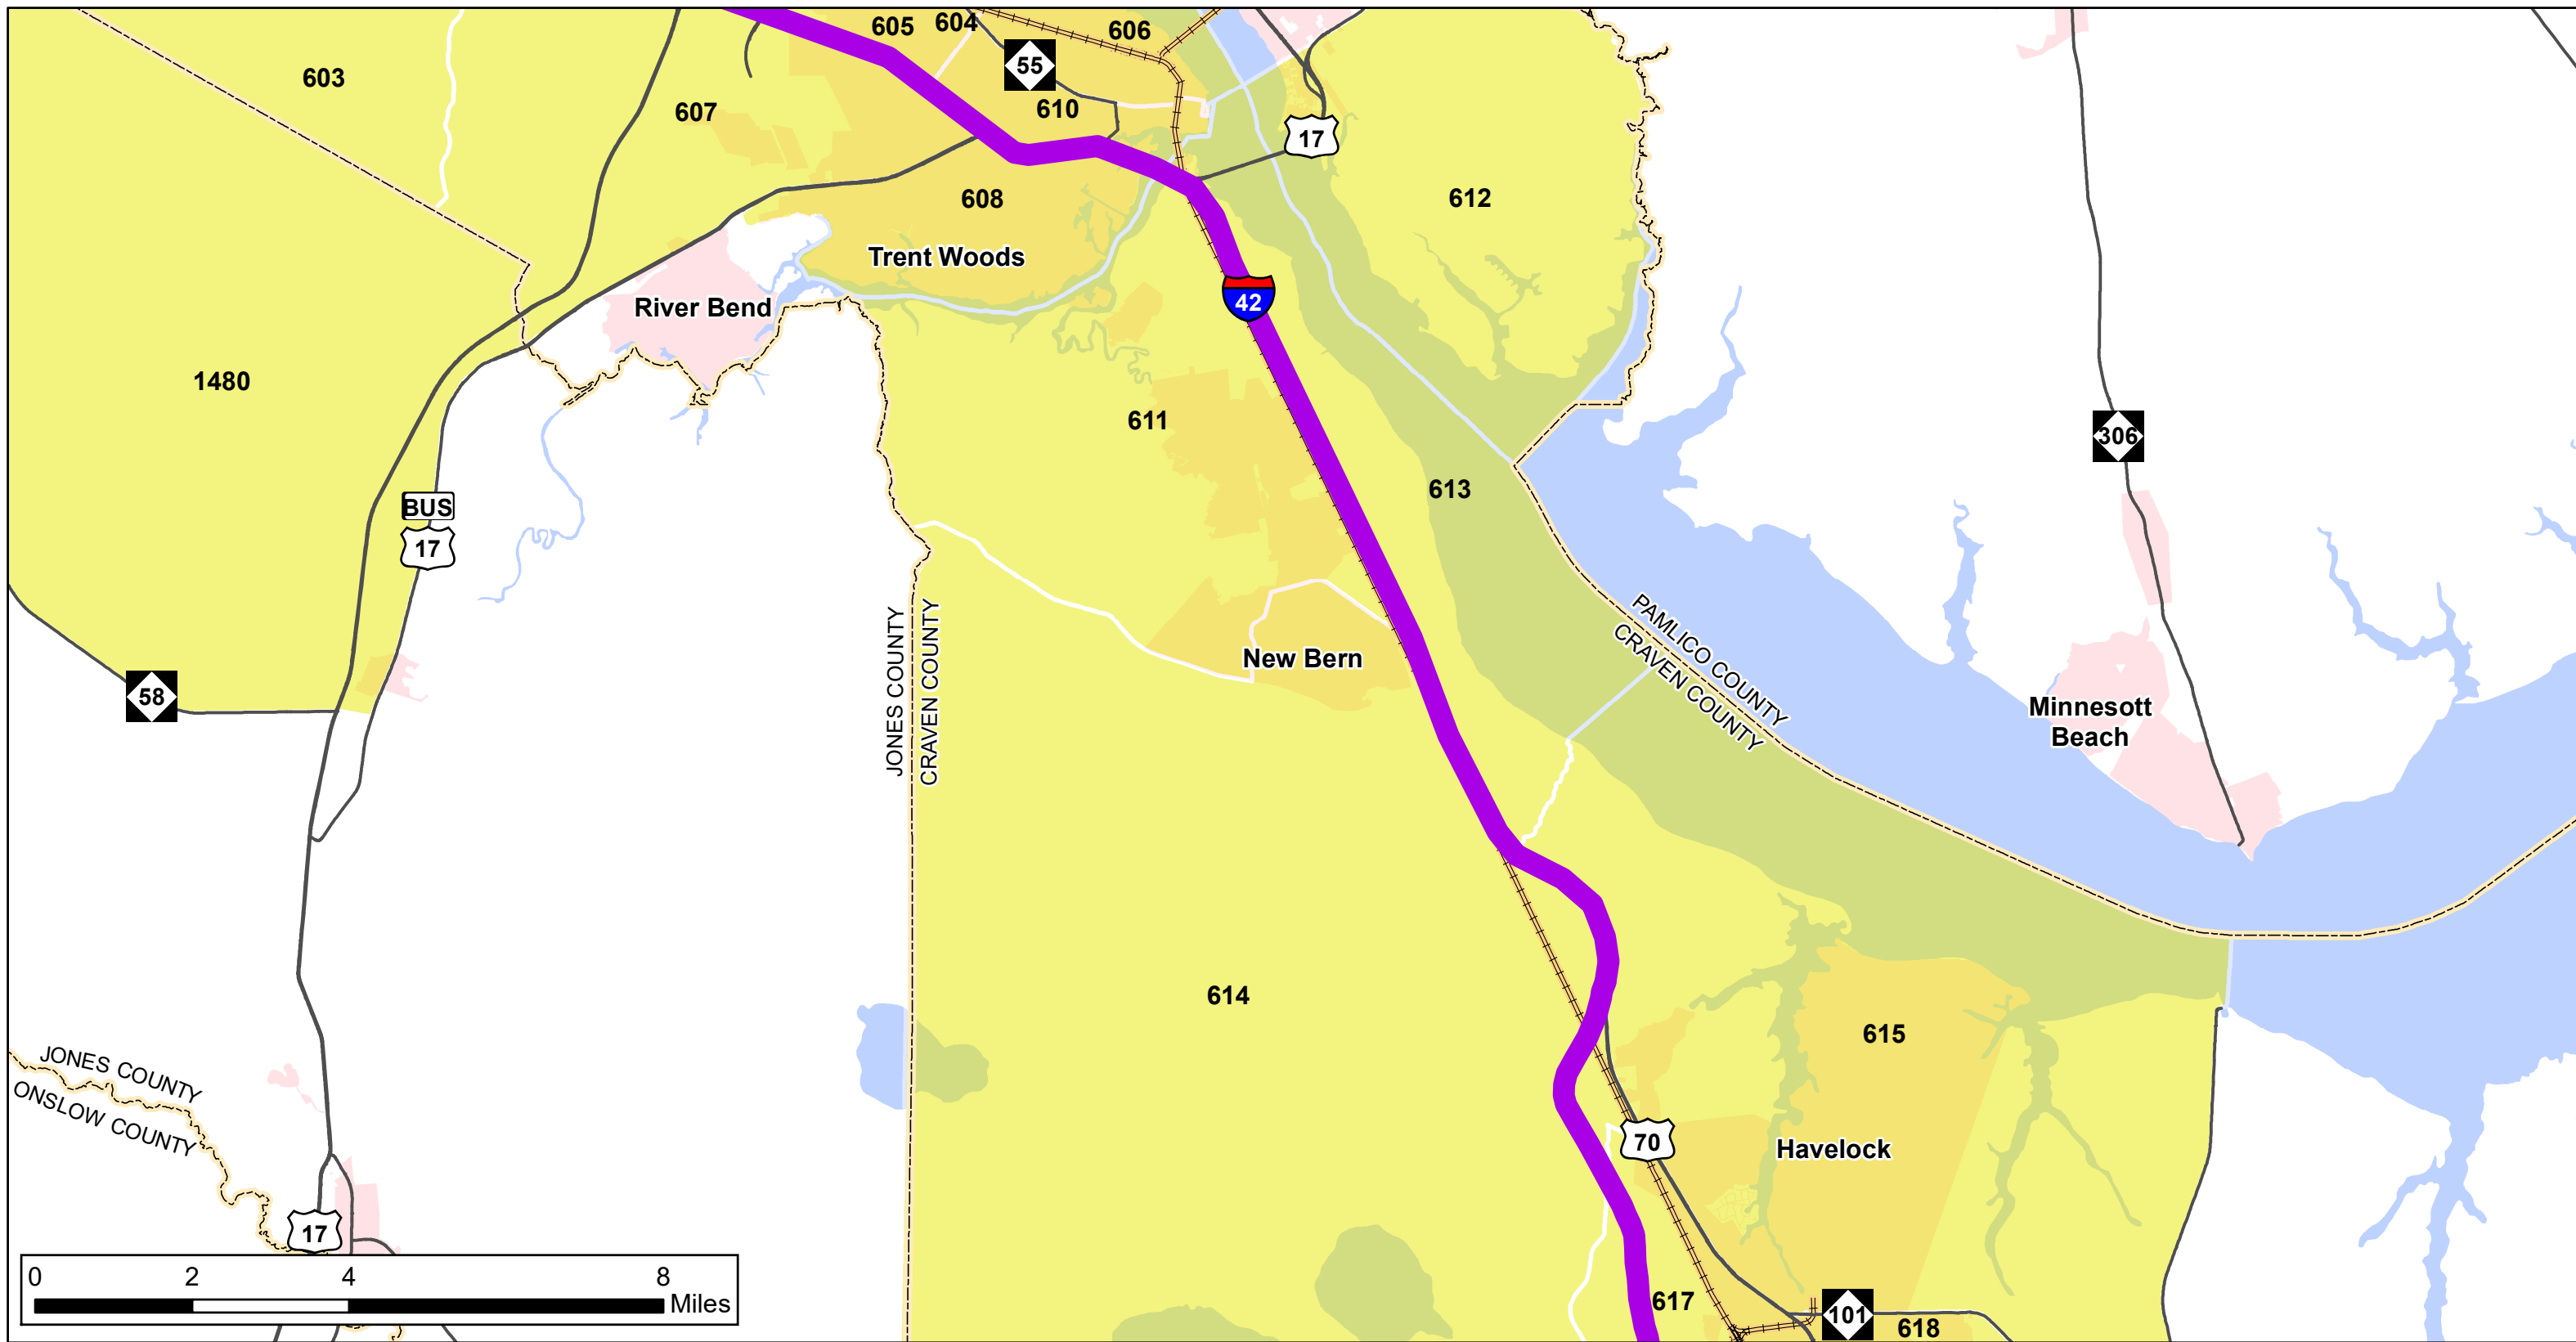 605
604
606
55
603
607
610
17
608
612
Trent Woods
River Bend
42
1480
611
306
613
BUS
17
PAMLICO COUNTY
CRAVEN COUNTY
JONES COUNTY
CRAVEN COUNTY
New Bern
58
Minnesott
Beach
614
615
JONES COUNTY
ONSLOW COUNTY
70
Havelock
17
0 2 4 8
Miles
617
101
618